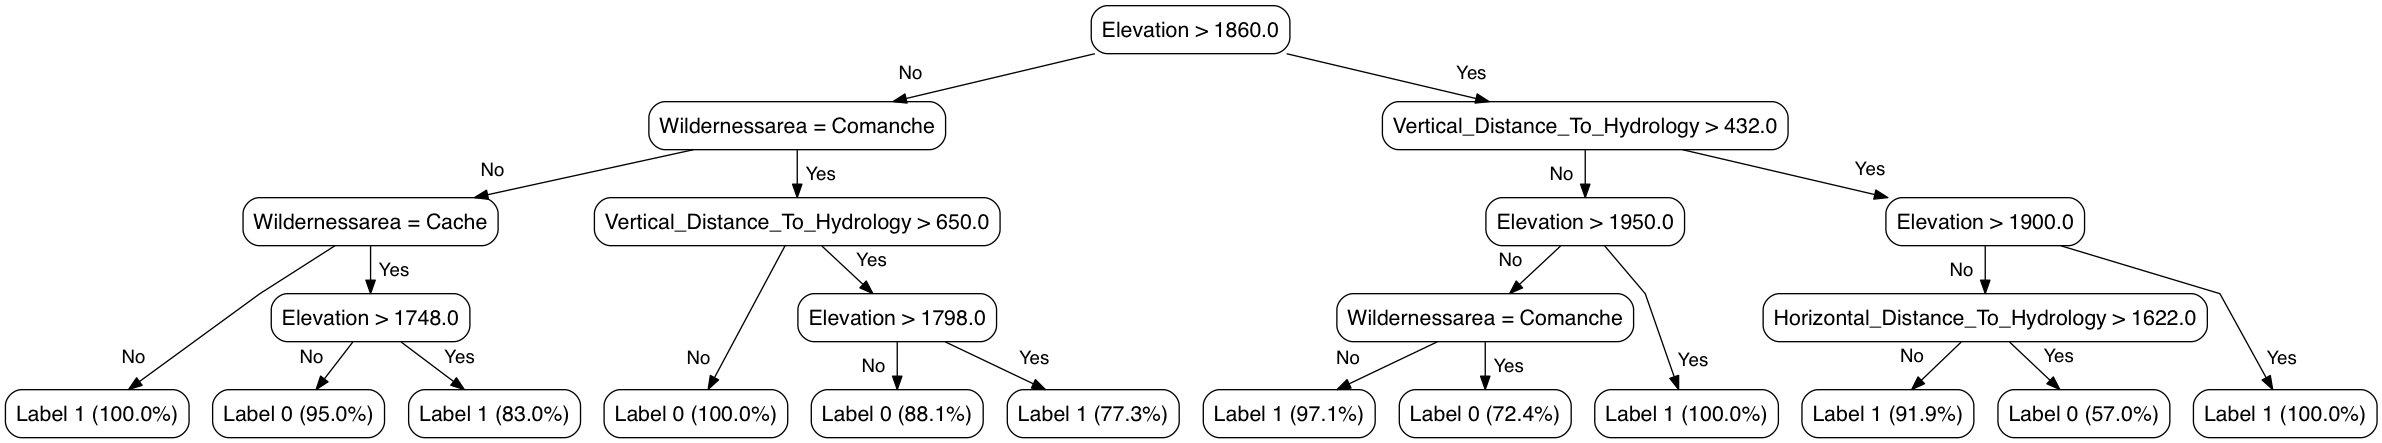 Elevation > 1860.0
No
Yes
Wildernessarea = Comanche
Vertical_Distance_To_Hydrology > 432.0
No
Yes
No
Yes
Wildernessarea = Cache
Vertical_Distance_To_Hydrology > 650.0
Elevation > 1950.0
Elevation > 1900.0
Yes
Yes
No
No
Elevation > 1748.0
Elevation > 1798.0
Wildernessarea = Comanche
Horizontal_Distance_To_Hydrology > 1622.0
No
No
Yes
No
No
Yes
No
Yes
Yes
No
Yes
Yes
Label 1 (100.0%)
Label 0 (95.0%)
Label 1 (83.0%)
Label 0 (100.0%)
Label 0 (88.1%)
Label 1 (77.3%)
Label 1 (97.1%)
Label 0 (72.4%)
Label 1 (100.0%)
Label 1 (91.9%)
Label 0 (57.0%)
Label 1 (100.0%)